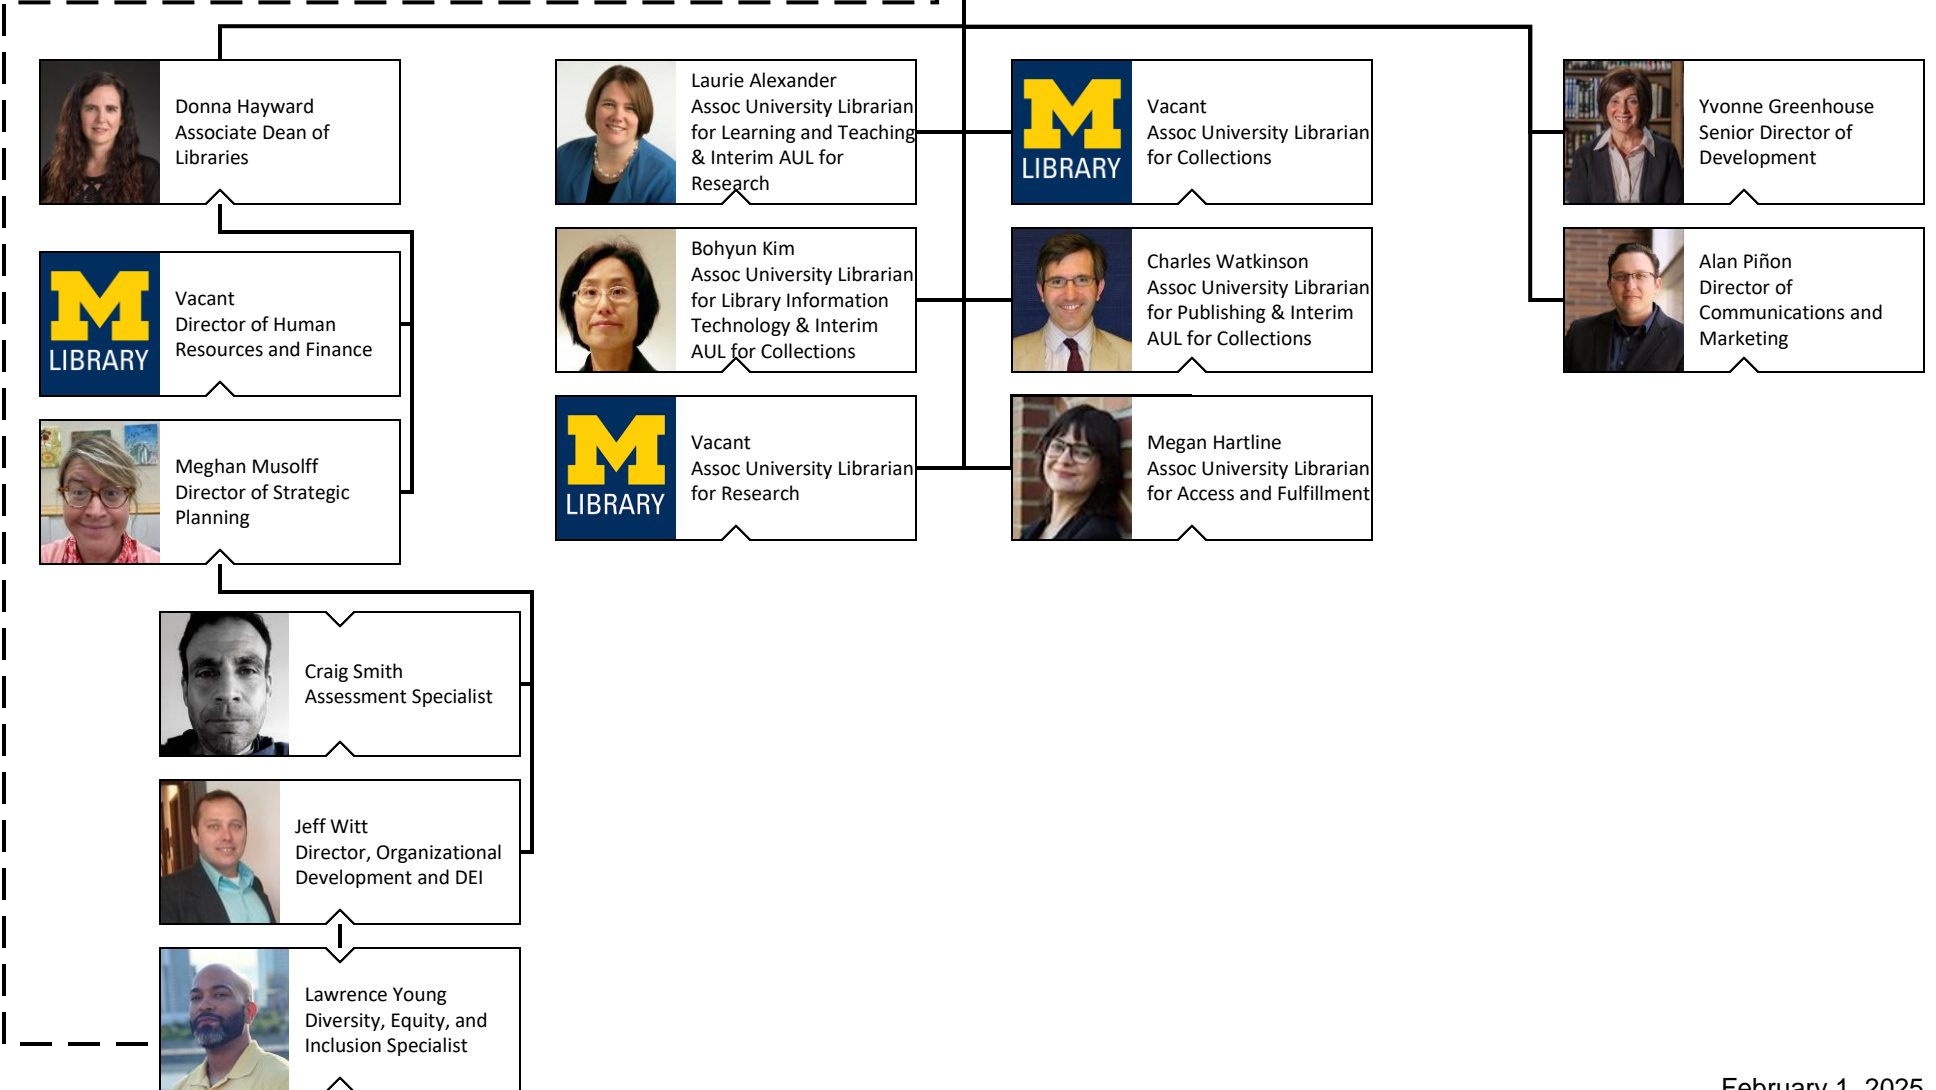 Donna Hayward
Associate Dean of
Libraries
Laurie Alexander
Assoc University Librarian
for Learning and Teaching
& Interim AUL for
Research
M
LIBRARY
Vacant
Assoc University Librarian
for Collections
Yvonne Greenhouse
Senior Director of
Development
M
LIBRARY
Vacant
Director of Human
Resources and Finance
Bohyun Kim
Assoc University Librarian
for Library Information
Technology & Interim
AUL for Collections
Charles Watkinson
Assoc University Librarian
for Publishing & Interim
AUL for Collections
Alan Piñon
Director of
Communications and
Marketing
Meghan Musolff
Director of Strategic
Planning
M
LIBRARY
Vacant
Assoc University Librarian
for Research
Megan Hartline
Assoc University Librarian
for Access and Fulfillment
Craig Smith
Assessment Specialist
Jeff Witt
Director, Organizational
Development and DEI
Lawrence Young
Diversity, Equity, and
Inclusion Specialist
February 1, 2025